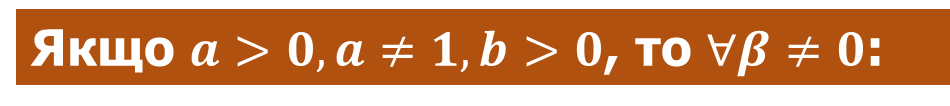 Якщо a > 0, a ≠ 1, b > 0, то ∀β ≠ 0: